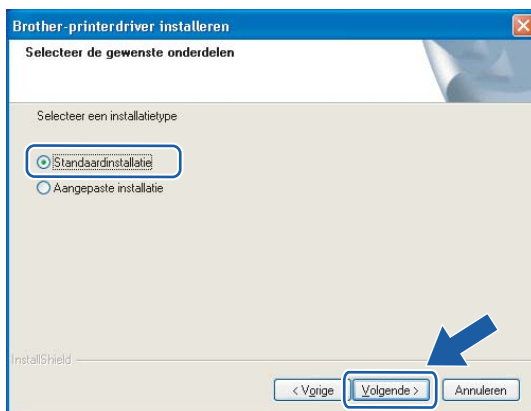 Brother-printerdriver installeren
Selecteer de gewenste onderdelen
Selecteer een installatietype
Standaardinstallatie
Aangepaste installatie
InstallShield
< Vorige
Volgende >
Annuleren